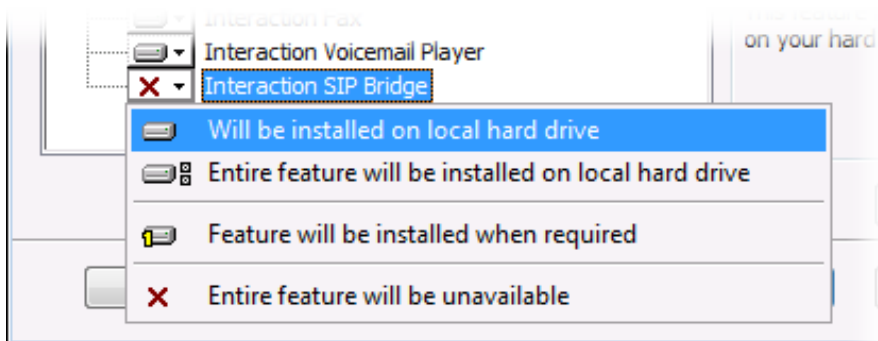 Interaction Fax
Interaction Voicemail Player
on your hard
Interaction SIP Bridge
Will be installed on local hard drive
Entire feature will be installed on local hard drive
Feature will be installed when required
Entire feature will be unavailable